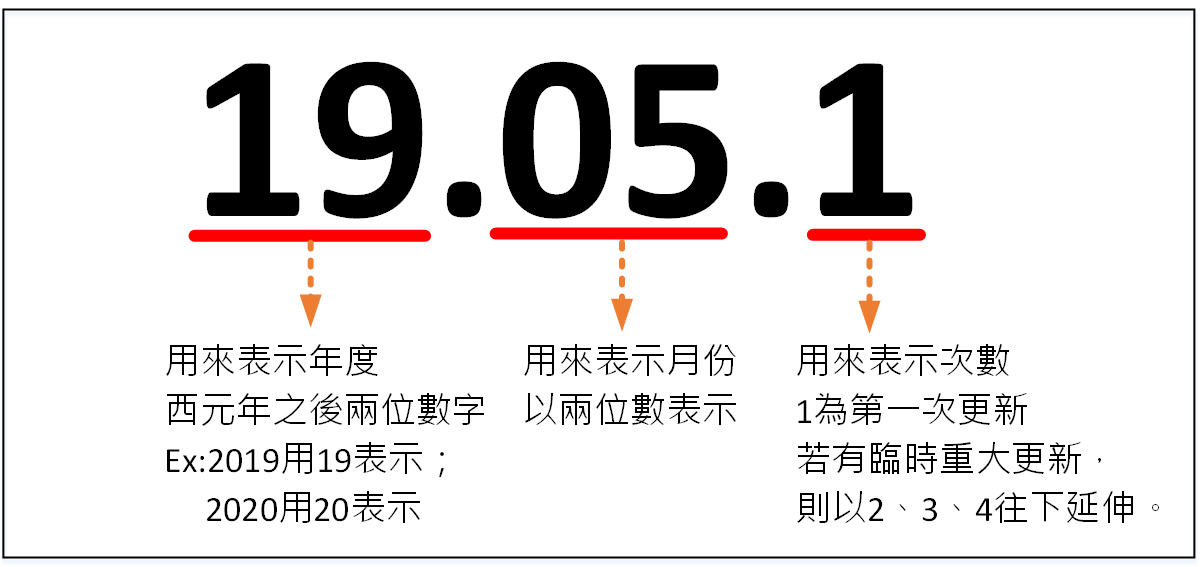 19.05.1
用來表示年度
西元年之後兩位數字
Ex:2019用19表示；
2020用20表示
用來表示月份
以兩位數表示
用來表示次數
1為第一次更新
若有臨時重大更新，
則以2、3、4往下延伸。